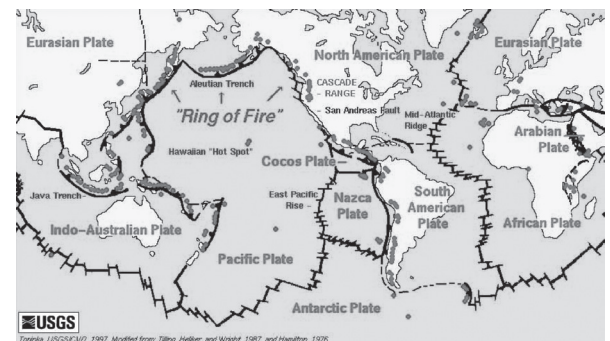 Eurasian Plate
North American Plate
Eurasian Plate
Aleutian Trench
CASCADE
RANGE
"Ring of Fire"
San Andreas Fault
Mid-Atlantic
Ridge
Arabian
Plate
Hawaiian "Hot Spot"
Cocos Plate
Java Trench
East Pacific
Rise
Nazca
Plate
South
American
Plate
Indo-Australian Plate
African Plate
Pacific Plate
Antarctic Plate
USGS
Topinka, USGS/CVO, 1997, Modified from: Tilling, Heliker, and Wright, 1987, and Hamilton, 1976